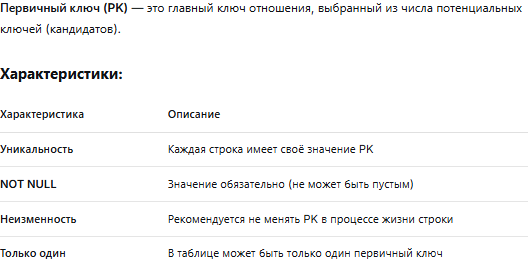 Первичный ключ (PK) — это главный ключ отношения, выбранный из числа потенциальных
ключей (кандидатов).
Характеристики:
Характеристика Описание
Уникальность Каждая строка имеет своё значение PK
NOT NULL Значение обязательно (не может быть пустым)
Неизменность Рекомендуется не менять PK в процессе жизни строки
Только один В таблице может быть только один первичный ключ